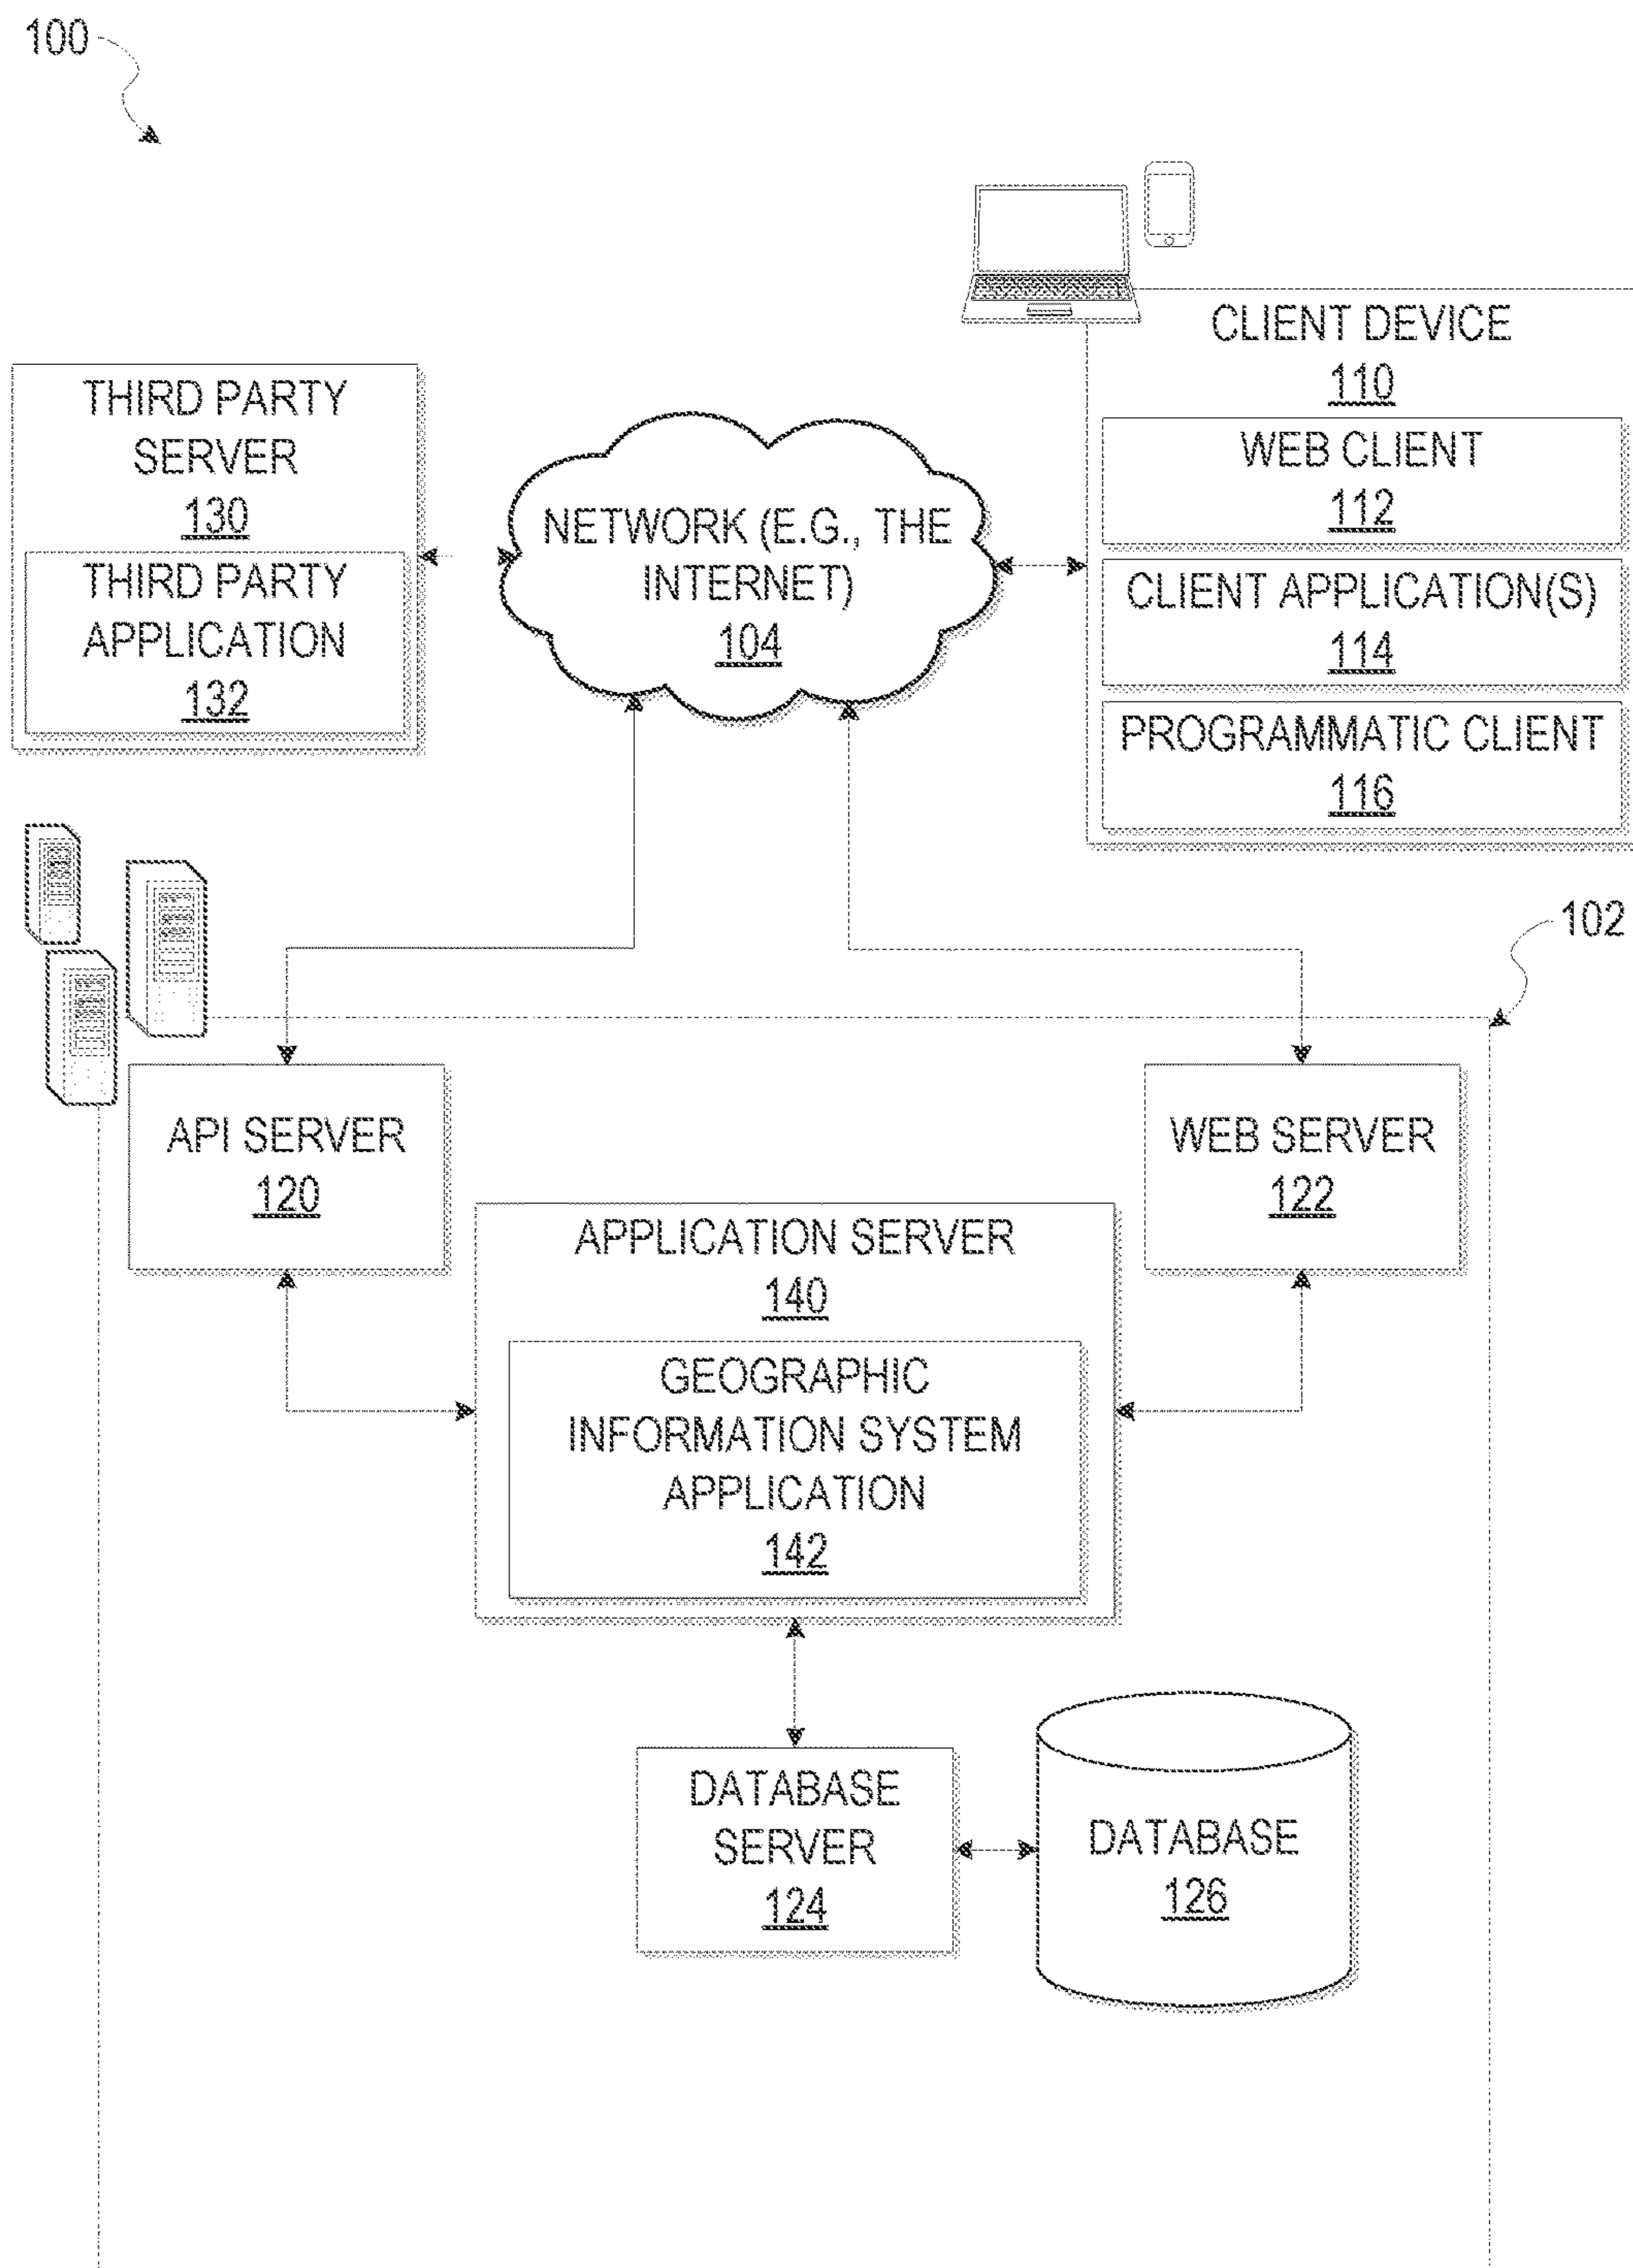 100
CLIENT DEVICE
110
WEB CLIENT
112
CLIENT APPLICATION(S)
114
PROGRAMMATIC CLIENT
116
THIRD PARTY
SERVER
130
THIRD PARTY
APPLICATION
132
NETWORK (E.G., THE
INTERNET)
104
102
API SERVER
120
WEB SERVER
122
APPLICATION SERVER
140
GEOGRAPHIC
INFORMATION SYSTEM
APPLICATION
142
DATABASE
SERVER
124
DATABASE
126